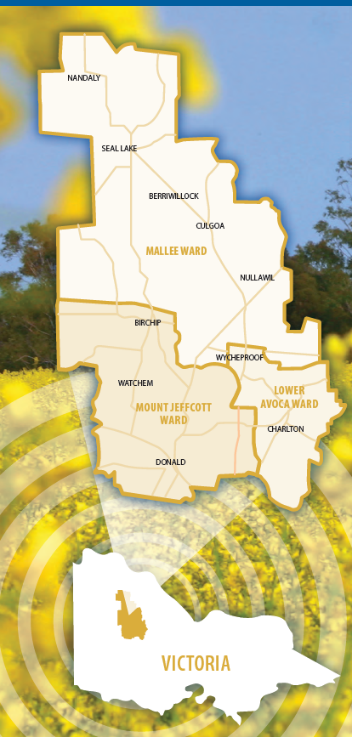 NANDALY
SEAL LAKE
BERRIWILLOCK
CULGOA
MALLEE WARD
NULLAWIL
BIRCHIP
WYCHEPROOF
WATCHEM
LOWER
AVOCA WARD
MOUNT JEFFCOTT
WARD
CHARLTON
DONALD
VICTORIA